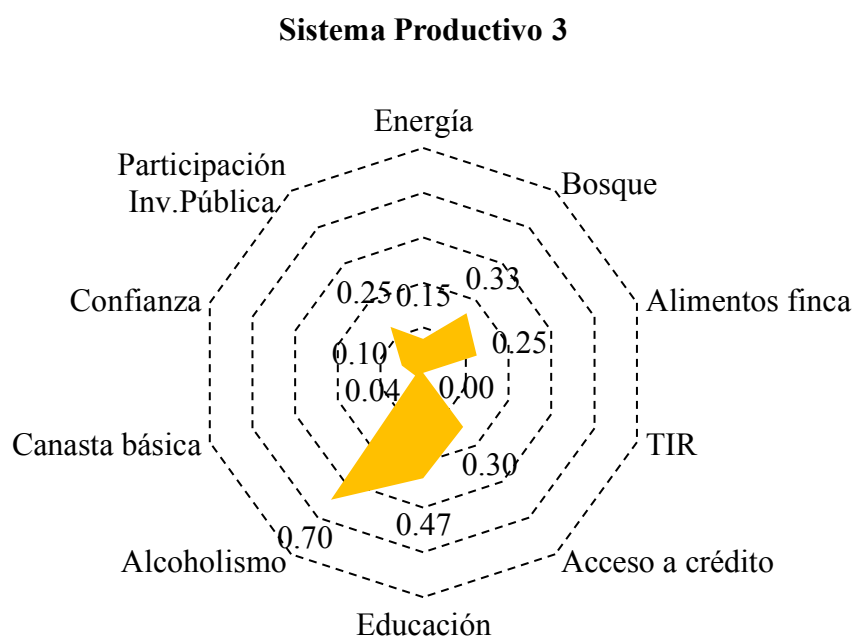 Sistema Productivo 3
Energía
Participación
Inv.Pública
Bosque
0.33
0.25
0.15
Confianza
Alimentos finca
0.25
0.10
0.04
0.00
Canasta básica
TIR
0.30
0.47
0.70
Alcoholismo
Acceso a crédito
Educación